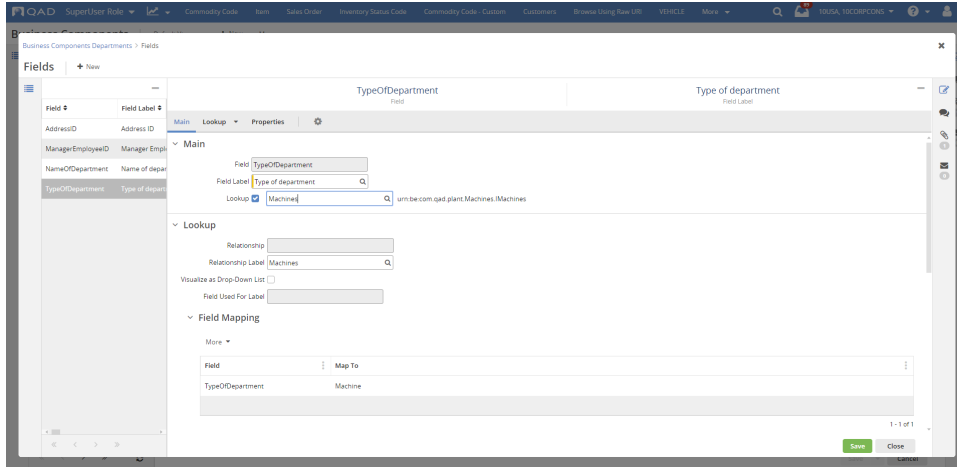 QAD SuperUser Role Commodity Code Item Sales Order Inventory Status Code Commodity Code - Custom Customers Browse Using Raw URI VEHICLE More 10USA, 10CORPCONS
Business Components Departments > Fields
Fields + New
TypeOfDepartment
Field
Type of department
Field Label
Field Field Label
AddressID Address ID
ManagerEmployeeID Manager Empl
NameOfDepartment Name of depar
TypeOfDepartment Type of depart
Main Lookup Properties
Main
Field TypeOfDepartment
Field Label Type of department
Lookup Machines urn:be:com.qad.plant.Machines.IMachines
Lookup
Relationship
Relationship Label Machines
Visualize as Drop-Down List
Field Used For Label
Field Mapping
More
Field Map To
TypeOfDepartment Machine
1 - 1 of 1
Save Close
Cancel